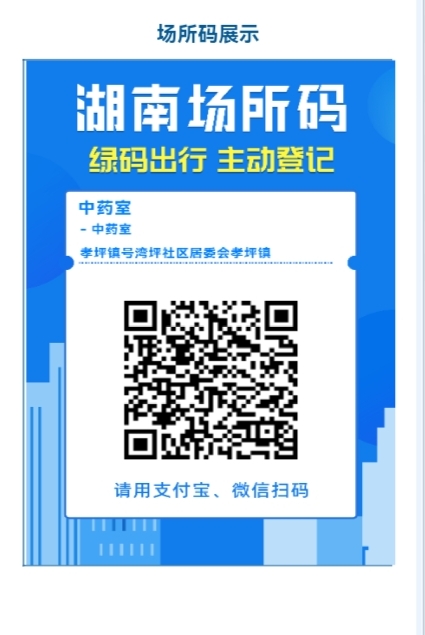 场所码展示
湖南场所码
绿码出行 主动登记
中药室
- 中药室
孝坪镇号湾坪社区居委会孝坪镇
请用支付宝、微信扫码